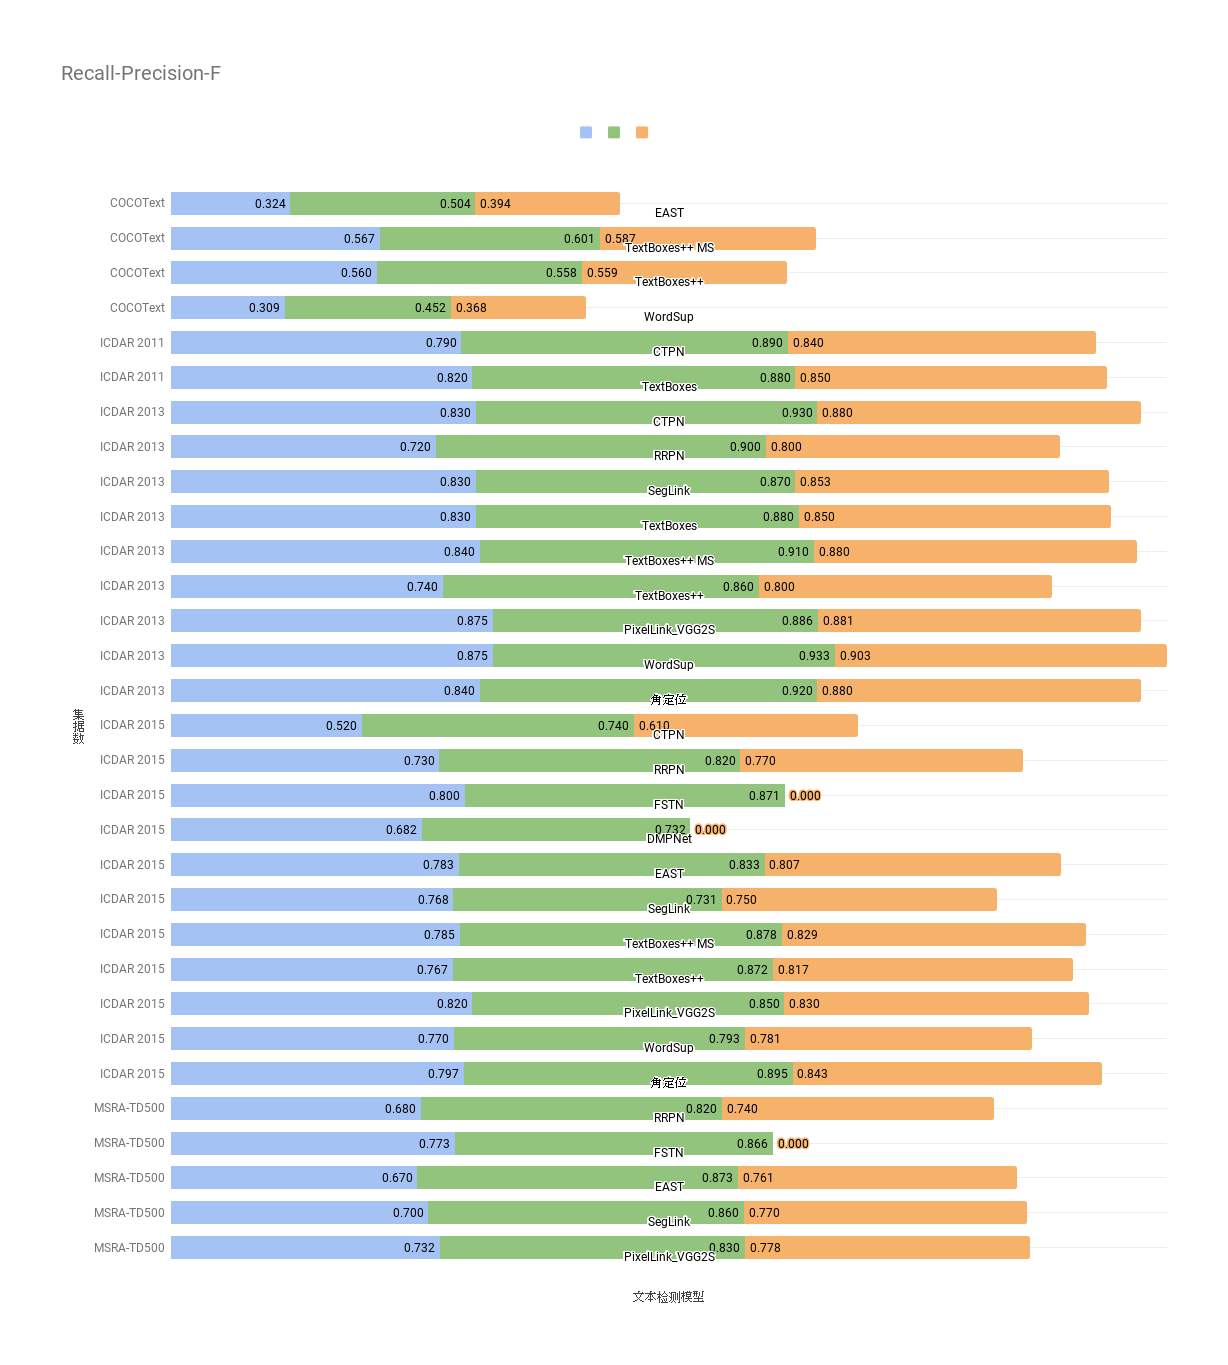 Recall-Precision-F
COCOText 0.324 0.504 0.394 EAST
COCOText 0.567 0.601 0.587 TextBoxes++ MS
COCOText 0.560 0.558 0.559 TextBoxes++
COCOText 0.309 0.452 0.368 WordSup
ICDAR 2011 0.790 0.890 0.840 CTPN
ICDAR 2011 0.820 0.880 0.850 TextBoxes
ICDAR 2013 0.830 0.930 0.880 CTPN
ICDAR 2013 0.720 0.900 0.800 RRPN
ICDAR 2013 0.830 0.870 0.853 SegLink
ICDAR 2013 0.830 0.880 0.850 TextBoxes
ICDAR 2013 0.840 0.910 0.880 TextBoxes++ MS
ICDAR 2013 0.740 0.860 0.800 TextBoxes++
ICDAR 2013 0.875 0.886 0.881 PixelLink_VGG2S
ICDAR 2013 0.875 0.933 0.903 WordSup
ICDAR 2013 0.840 0.920 0.880 角定位
集据数
ICDAR 2015 0.520 0.740 0.610 CTPN
ICDAR 2015 0.730 0.820 0.770 RRPN
ICDAR 2015 0.800 0.871 0.000 FSTN
ICDAR 2015 0.682 0.732 0.000 DMPNet
ICDAR 2015 0.783 0.833 0.807 EAST
ICDAR 2015 0.768 0.731 0.750 SegLink
ICDAR 2015 0.785 0.878 0.829 TextBoxes++ MS
ICDAR 2015 0.767 0.872 0.817 TextBoxes++
ICDAR 2015 0.820 0.850 0.830 PixelLink_VGG2S
ICDAR 2015 0.770 0.793 0.781 WordSup
ICDAR 2015 0.797 0.895 0.843 角定位
MSRA-TD500 0.680 0.820 0.740 RRPN
MSRA-TD500 0.773 0.866 0.000 FSTN
MSRA-TD500 0.670 0.873 0.761 EAST
MSRA-TD500 0.700 0.860 0.770 SegLink
MSRA-TD500 0.732 0.830 0.778 PixelLink_VGG2S
文本检测模型